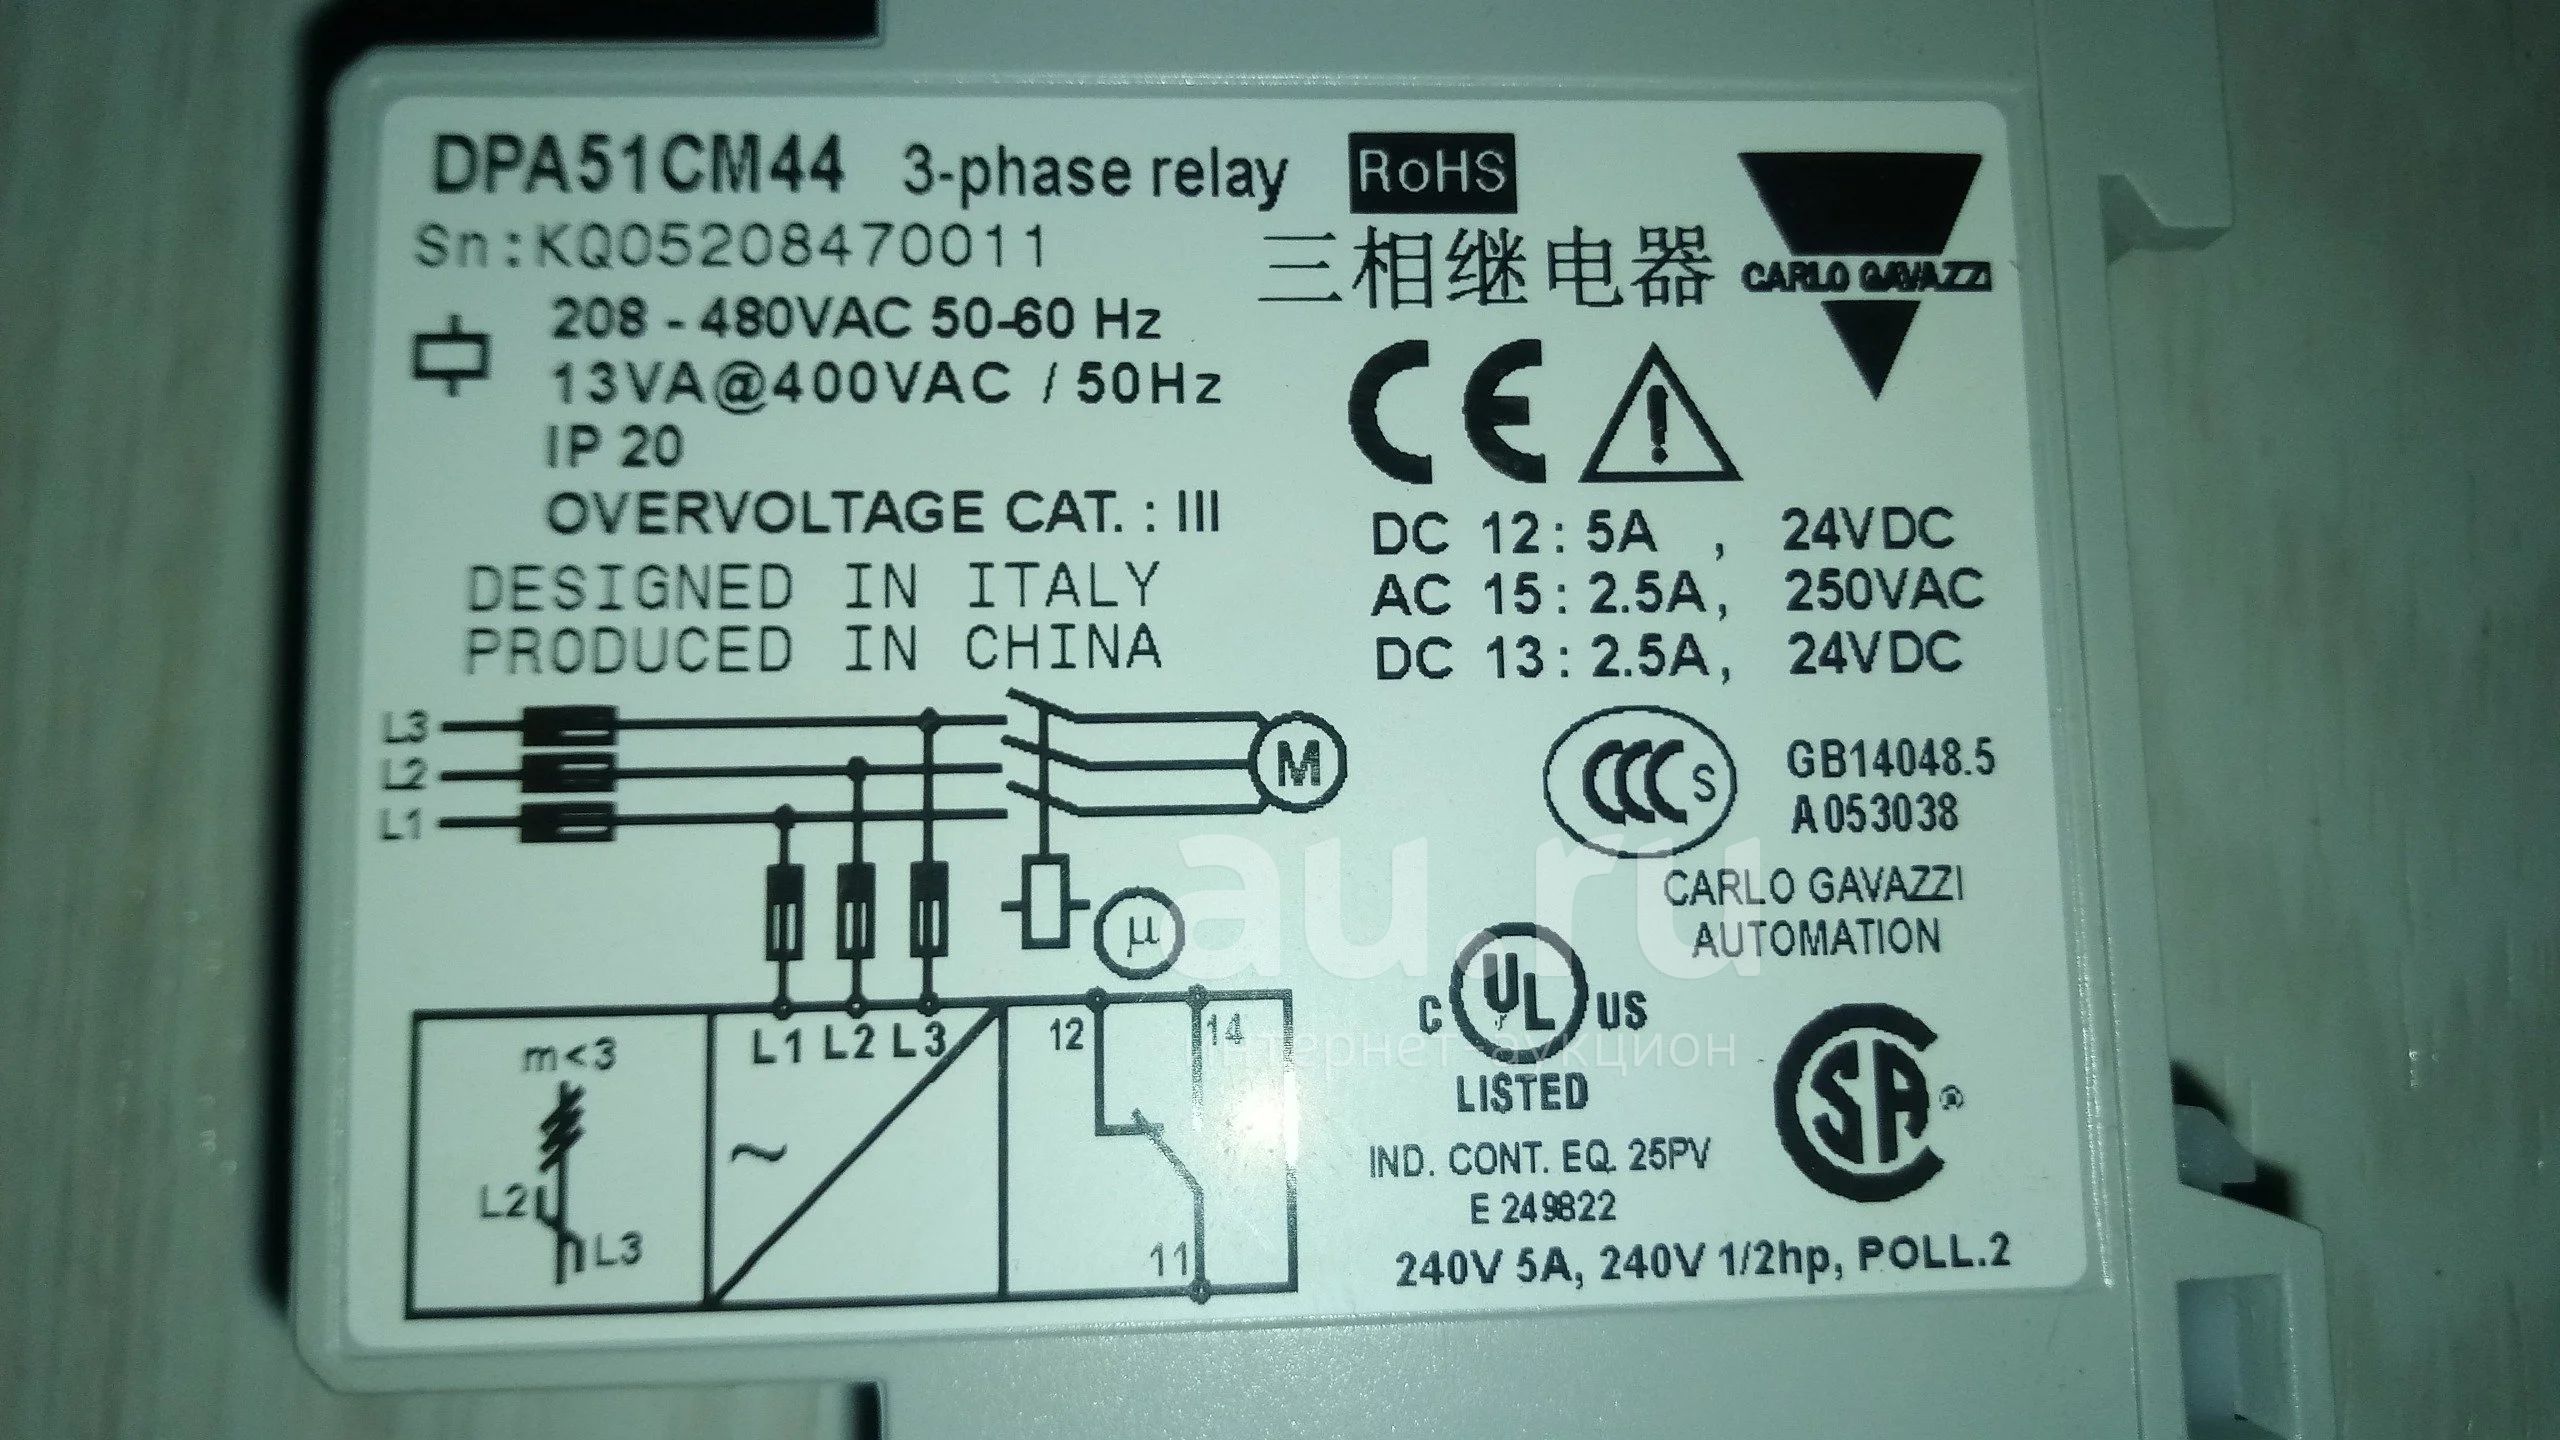 DPA51CM44 3-phase relay RoHS
Sn:KQ05208470011
三相继电器
CARLO GAVAZZI
208 - 480VAC 50-60 Hz
13VA@400VAC / 50Hz
IP 20
OVERVOLTAGE CAT. : III
DESIGNED IN ITALY
PRODUCED IN CHINA
CE
DC 12 : 5A , 24VDC
AC 15 : 2.5A, 250VAC
DC 13 : 2.5A, 24VDC
L3
L2
L1
M
μ
CCC S
GB14048.5
A053038
CARLO GAVAZZI
AUTOMATION
au.ru
интернет-аукцион
C UL US
LISTED
IND. CONT. EQ. 25PV
E 249822
SA ®
240V 5A, 240V 1/2hp, POLL.2
m<3
L2
L3
L1 L2 L3
~
12
14
11